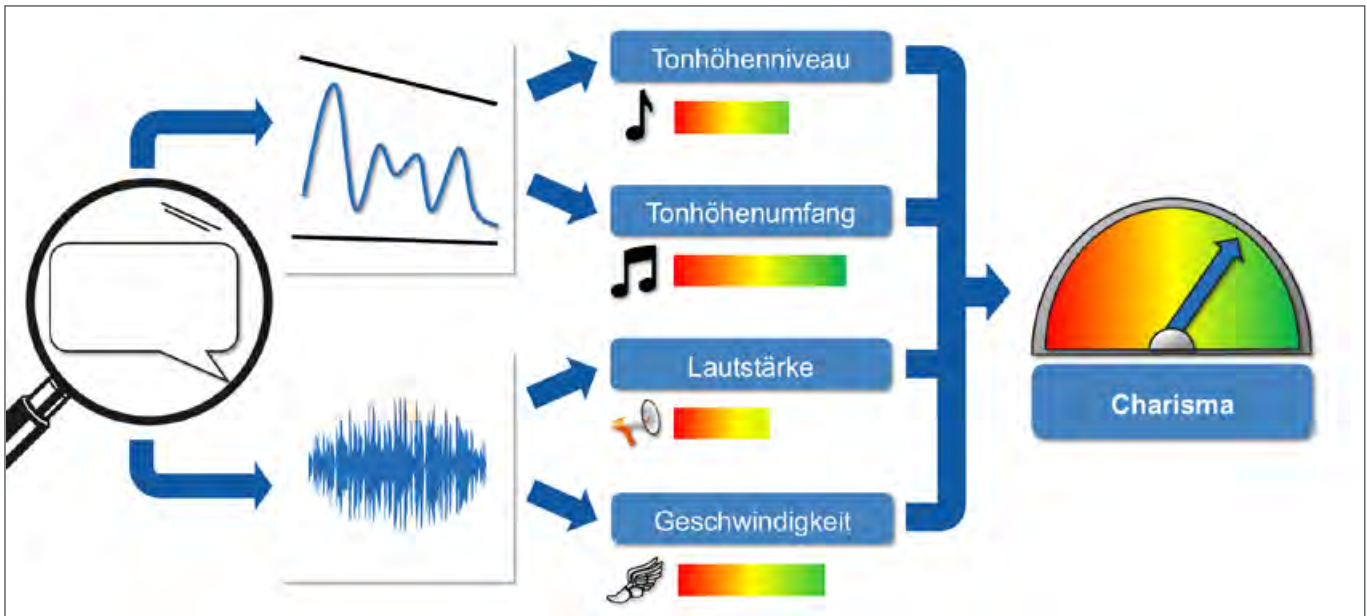 Tonhöhenniveau
Tonhöhenumfang
Lautstärke
Geschwindigkeit
Charisma